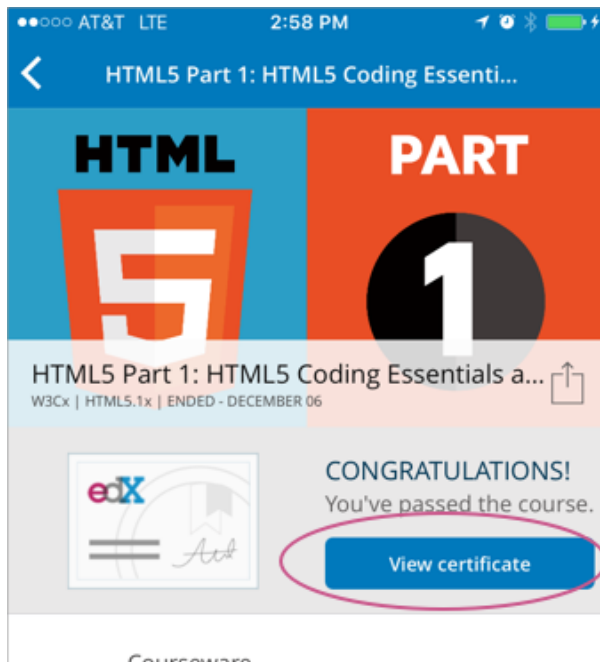 AT&T LTE 2:58 PM
HTML5 Part 1: HTML5 Coding Essenti...
HTML PART
5 1
HTML5 Part 1: HTML5 Coding Essentials a...
W3Cx | HTML5.1x | ENDED - DECEMBER 06
edX
CONGRATULATIONS!
You've passed the course.
View certificate
Courseware